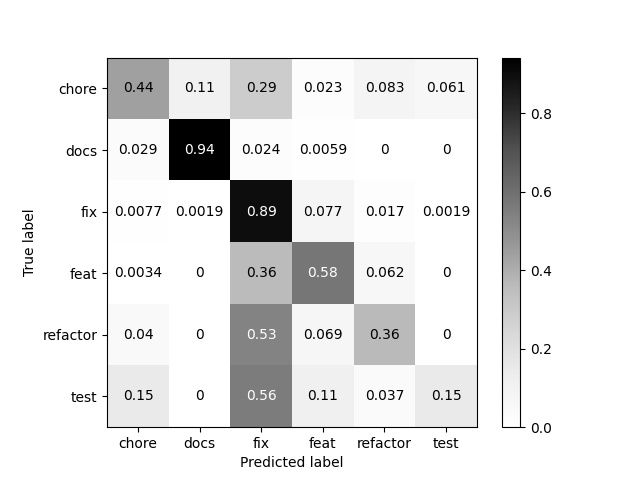 chore 0.44 0.11 0.29 0.023 0.083 0.061
docs 0.029 0.94 0.024 0.0059 0 0
fix 0.0077 0.0019 0.89 0.077 0.017 0.0019
feat 0.0034 0 0.36 0.58 0.062 0
refactor 0.04 0 0.53 0.069 0.36 0
test 0.15 0 0.56 0.11 0.037 0.15
chore docs fix feat refactor test
Predicted label
True label
0.8
0.6
0.4
0.2
0.0